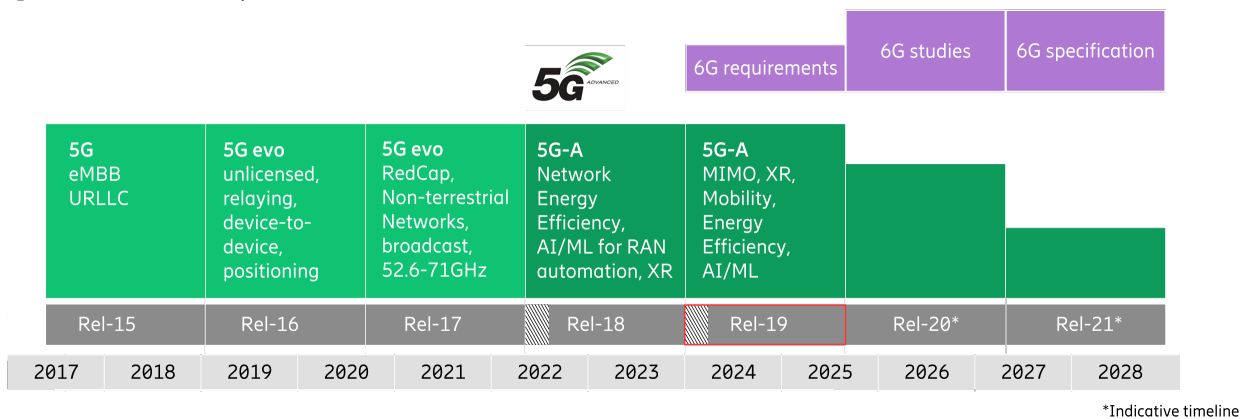 5G ADVANCED
6G requirements
6G studies
6G specification
5G
eMBB
URLLC
5G evo
unlicensed,
relaying,
device-to-
device,
positioning
5G evo
RedCap,
Non-terrestrial
Networks,
broadcast,
52.6-71GHz
5G-A
Network
Energy
Efficiency,
AI/ML for RAN
automation, XR
5G-A
MIMO, XR,
Mobility,
Energy
Efficiency,
AI/ML
Rel-15
Rel-16
Rel-17
Rel-18
Rel-19
Rel-20*
Rel-21*
2017
2018
2019
2020
2021
2022
2023
2024
2025
2026
2027
2028
*Indicative timeline